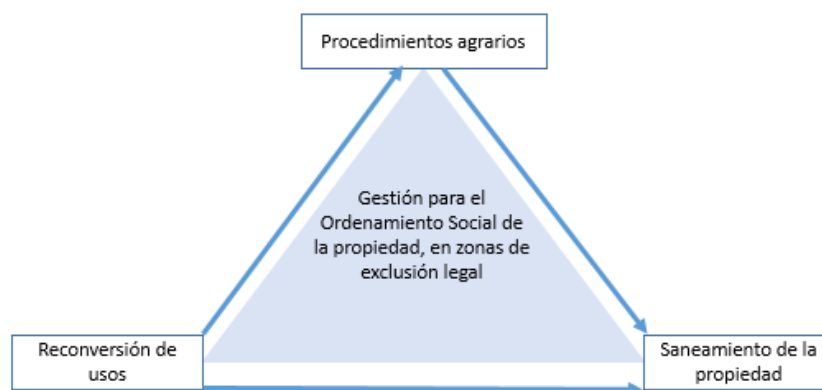 Procedimientos agrarios
Gestión para el
Ordenamiento Social de
la propiedad, en zonas de
exclusión legal
Reconversión de
usos
Saneamiento de la
propiedad